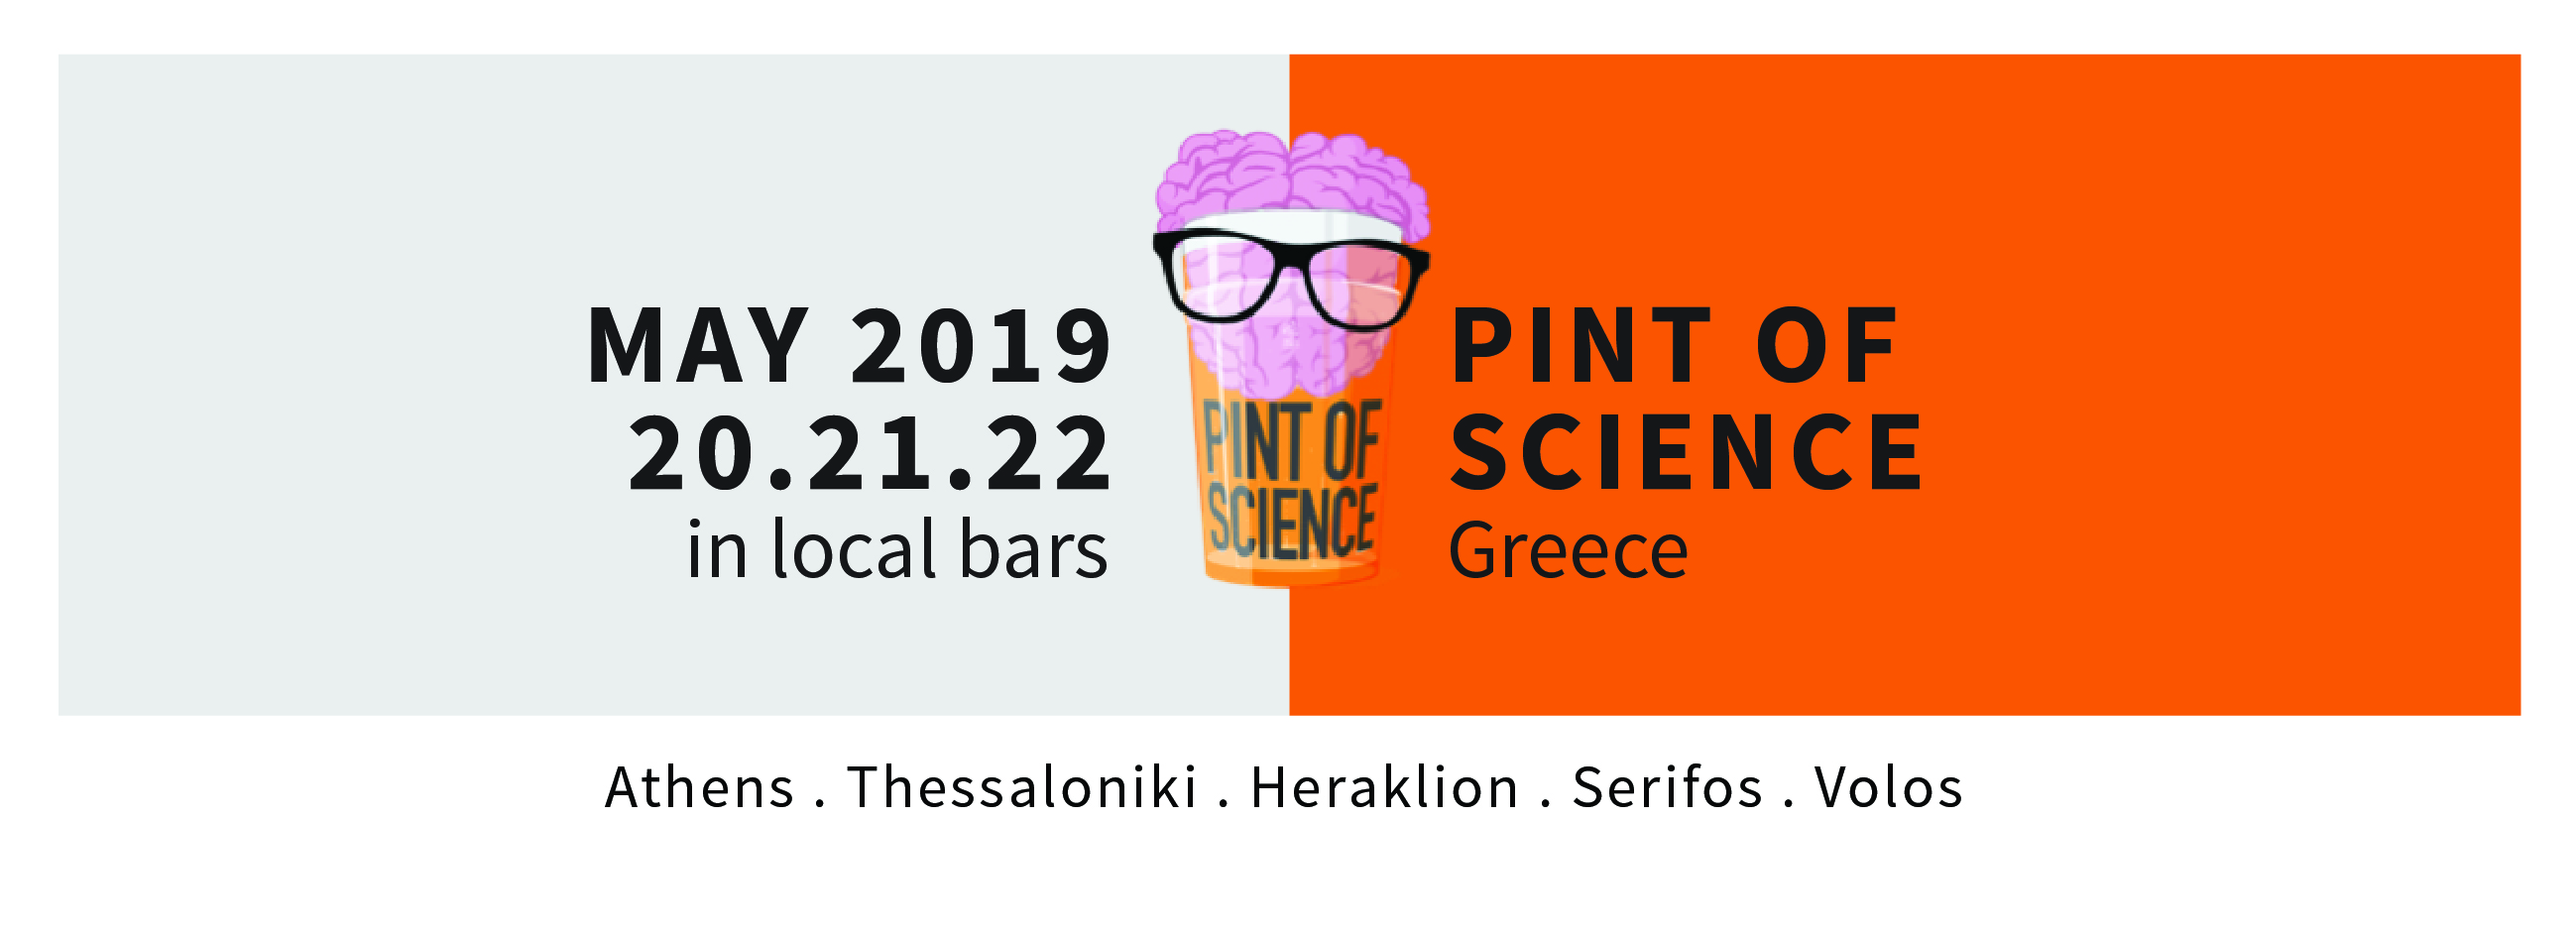 MAY 2019
20.21.22
in local bars
PINT OF
SCIENCE
PINT OF
SCIENCE
Greece
Athens . Thessaloniki . Heraklion . Serifos . Volos